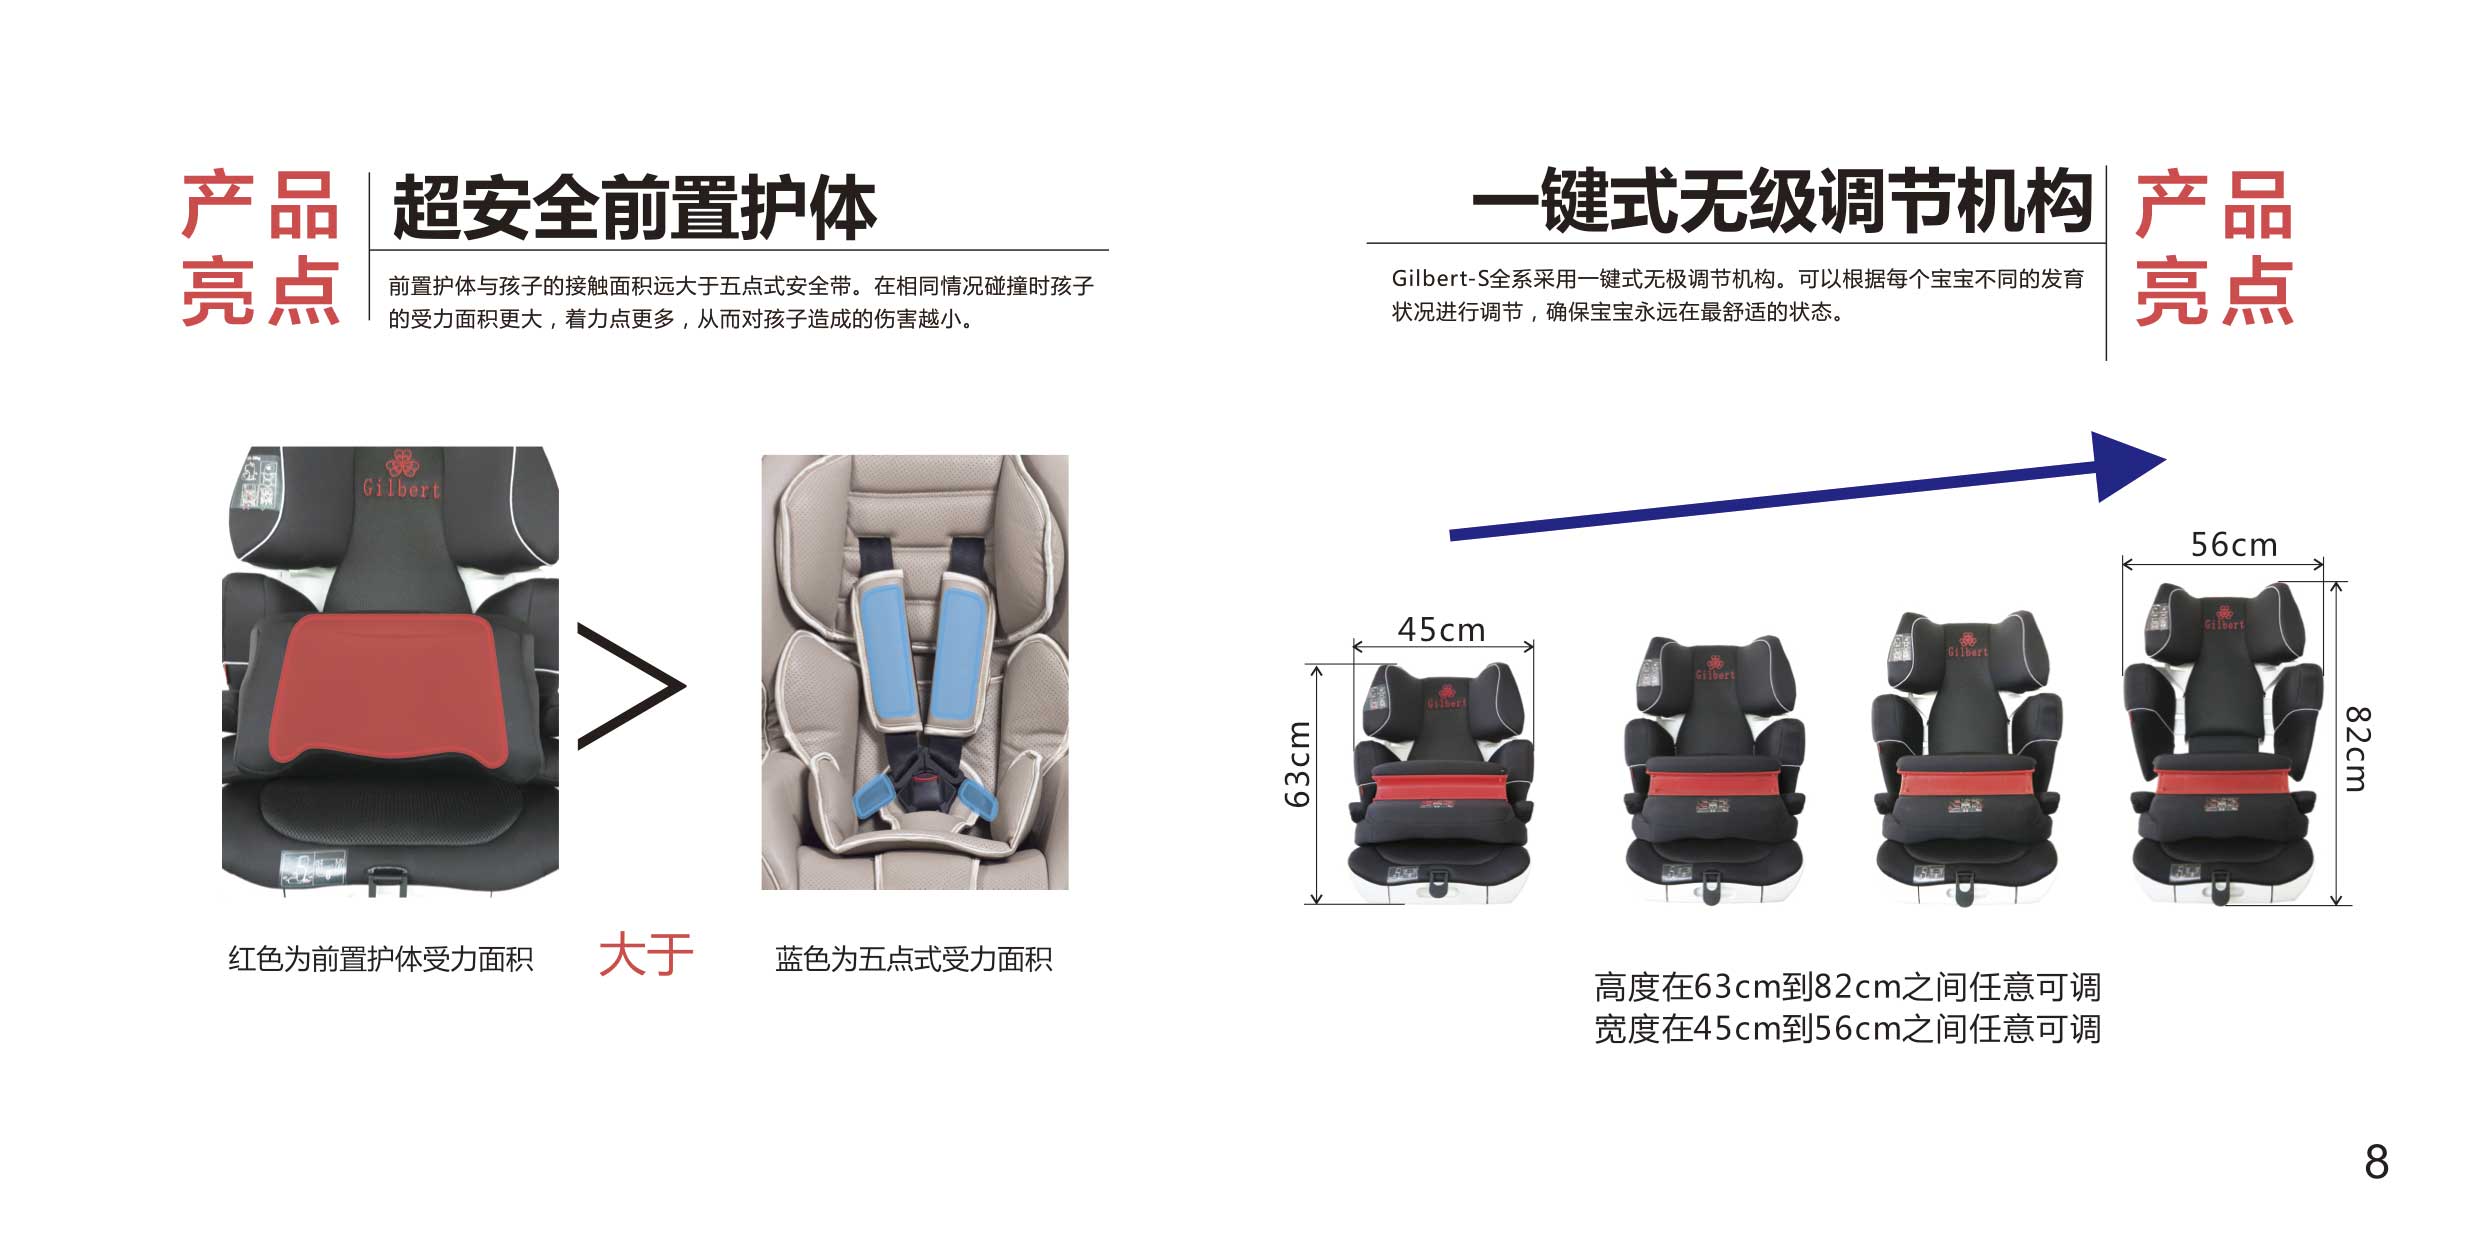 产品
亮点
超安全前置护体
前置护体与孩子的接触面积远大于五点式安全带。在相同情况碰撞时孩子
的受力面积更大，着力点更多，从而对孩子造成的伤害越小。
Gilbert
红色为前置护体受力面积
大于
蓝色为五点式受力面积
一键式无级调节机构
产品
亮点
Gilbert-S全系采用一键式无极调节机构。可以根据每个宝宝不同的发育
状况进行调节，确保宝宝永远在最舒适的状态。
45cm
63cm
56cm
82cm
Gilbert
Gilbert
Gilbert
Gilbert
高度在63cm到82cm之间任意可调
宽度在45cm到56cm之间任意可调
8